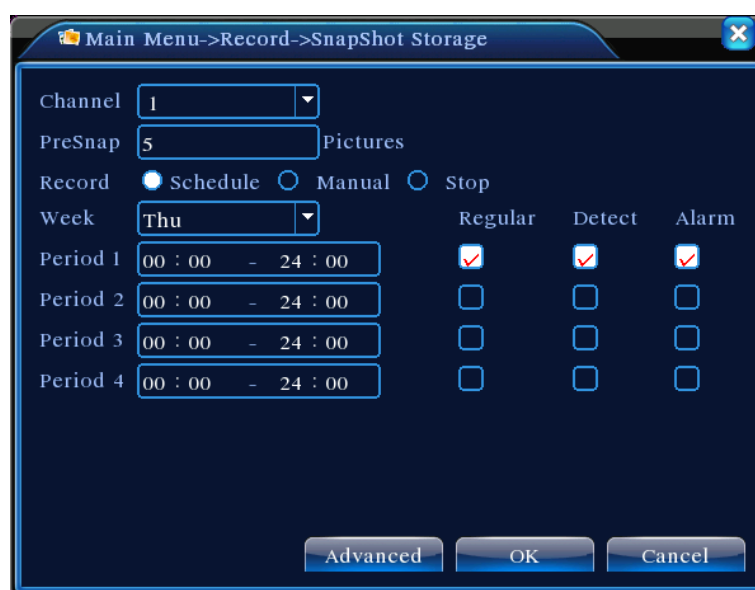 Main Menu->Record->SnapShot Storage
Channel 1
PreSnap 5 Pictures
Record Schedule Manual Stop
Week Thu Regular Detect Alarm
Period 1 00 : 00 - 24 : 00
Period 2 00 : 00 - 24 : 00
Period 3 00 : 00 - 24 : 00
Period 4 00 : 00 - 24 : 00
Advanced OK Cancel